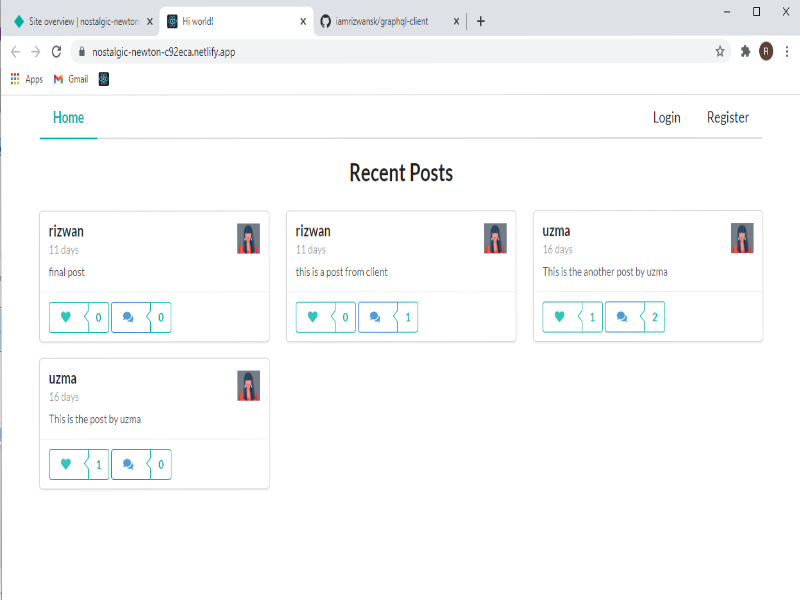 Site overview | nostalgic-newton-
Hi world!
iamrizwansk/graphql-client
nostalgic-newton-c92eca.netlify.app
R
Apps
Gmail
Home
Login
Register
Recent Posts
rizwan
11 days
final post
0
0
rizwan
11 days
this is a post from client
0
1
uzma
16 days
This is the another post by uzma
1
2
uzma
16 days
This is the post by uzma
1
0